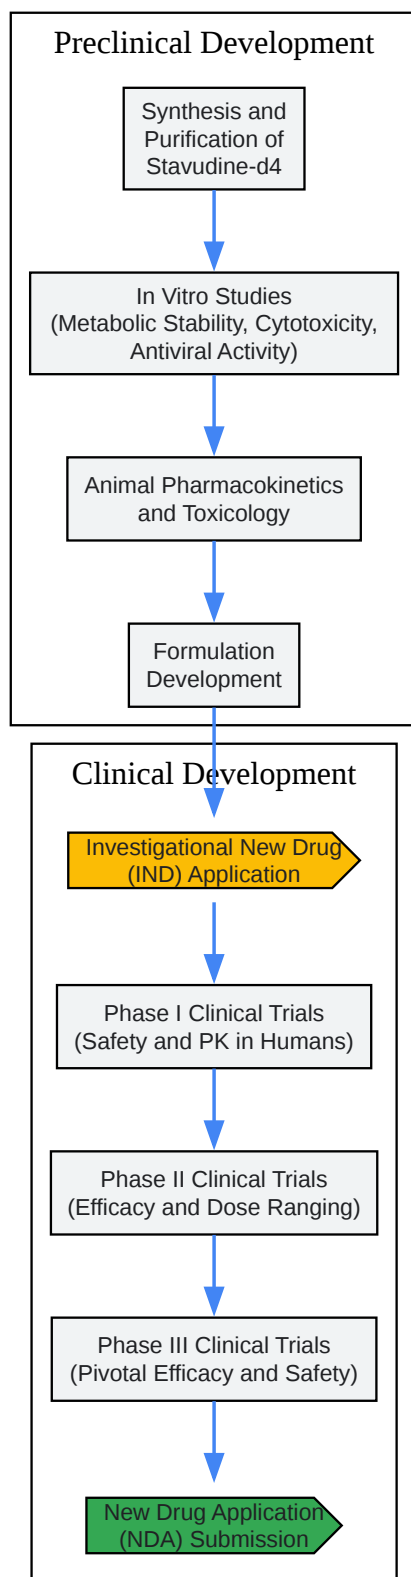 Preclinical Development
Synthesis and
Purification of
Stavudine-d4
In Vitro Studies
(Metabolic Stability, Cytotoxicity,
Antiviral Activity)
Animal Pharmacokinetics
and Toxicology
Formulation
Development
Clinical Development
Investigational New Drug
(IND) Application
Phase I Clinical Trials
(Safety and PK in Humans)
Phase II Clinical Trials
(Efficacy and Dose Ranging)
Phase III Clinical Trials
(Pivotal Efficacy and Safety)
New Drug Application
(NDA) Submission